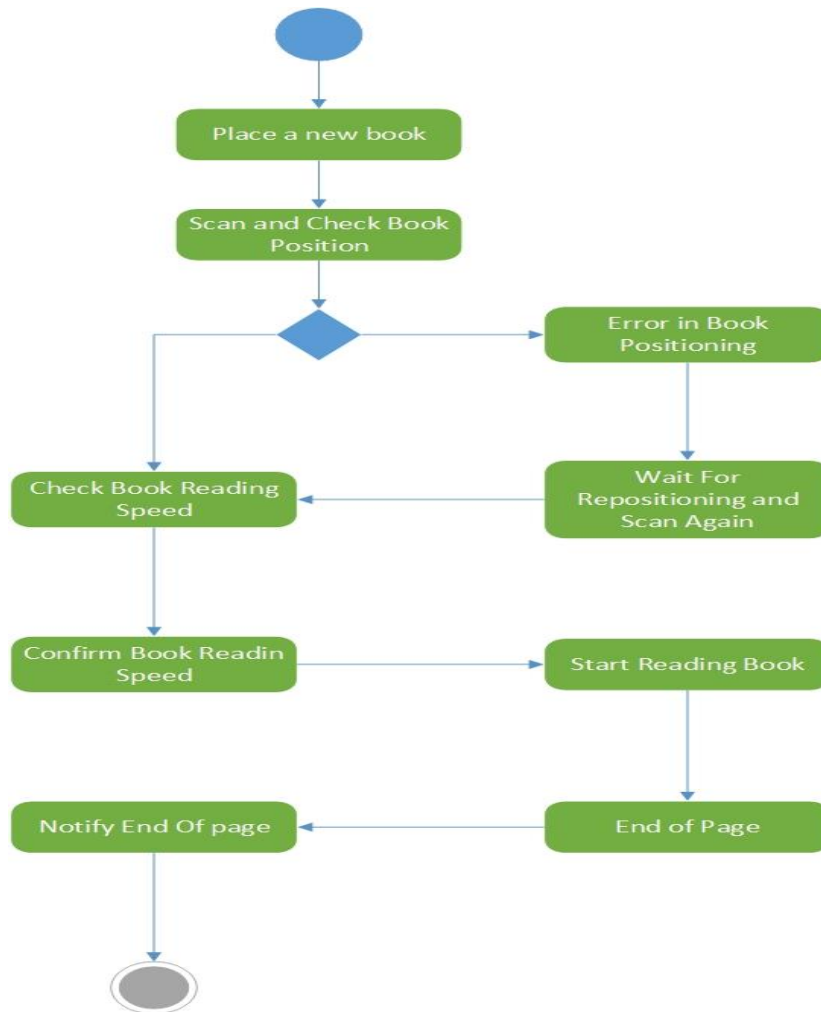 Place a new book
Scan and Check Book
Position
Error in Book
Positioning
Check Book Reading
Speed
Wait For
Repositioning and
Scan Again
Confirm Book Readin
Speed
Start Reading Book
Notify End Of page
End of Page